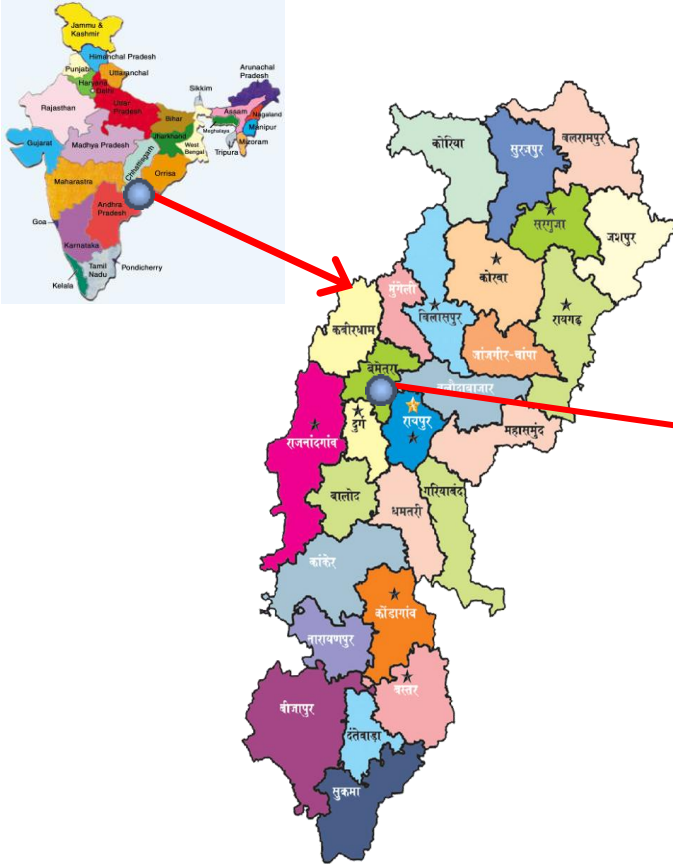 Jammu &
Kashmir
Himanchal Pradesh
Punjab
Uttaranchal
Haryana
Delhi
Arunachal
Pradesh
Sikkim
Rajasthan
Uttar
Pradesh
Bihar
Assam
Nagaland
Meghalaya
Manipur
Gujarat
Madhya Pradesh
Jharkhand
West
Bengal
Tripura
Mizoram
Chhattisgarh
Maharastra
Orrisa
Andhra
Pradesh
Goa
Karnataka
Tamil
Nadu
Pondicherry
Kelala
कोरिया
सुरजपुर
बलरामपुर
सरगुजा
जशपुर
कोरबा
मुंगेली
बिलासपुर
रायगढ़
कबीरधाम
जांजगीर-चांपा
बेमेतरा
बलौदाबाजार
राजनांदगांव
दुर्ग
रायपुर
महासमुंद
बालोद
धमतरी
गरियाबंद
कांकेर
कोंडागांव
नारायणपुर
बस्तर
बीजापुर
दंतेवाड़ा
सुकमा